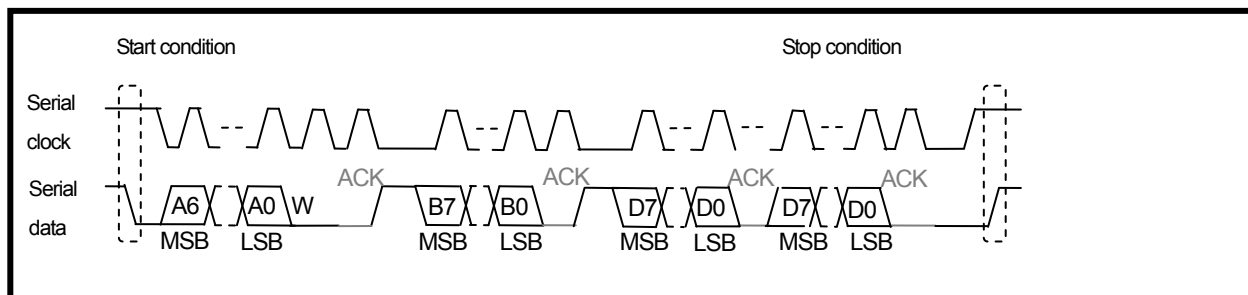 Start condition Stop condition
Serial
clock
ACK ACK ACK ACK
Serial
data
A6 A0 W B7 B0 D7 D0 D7 D0
MSB LSB MSB LSB MSB LSB MSB LSB